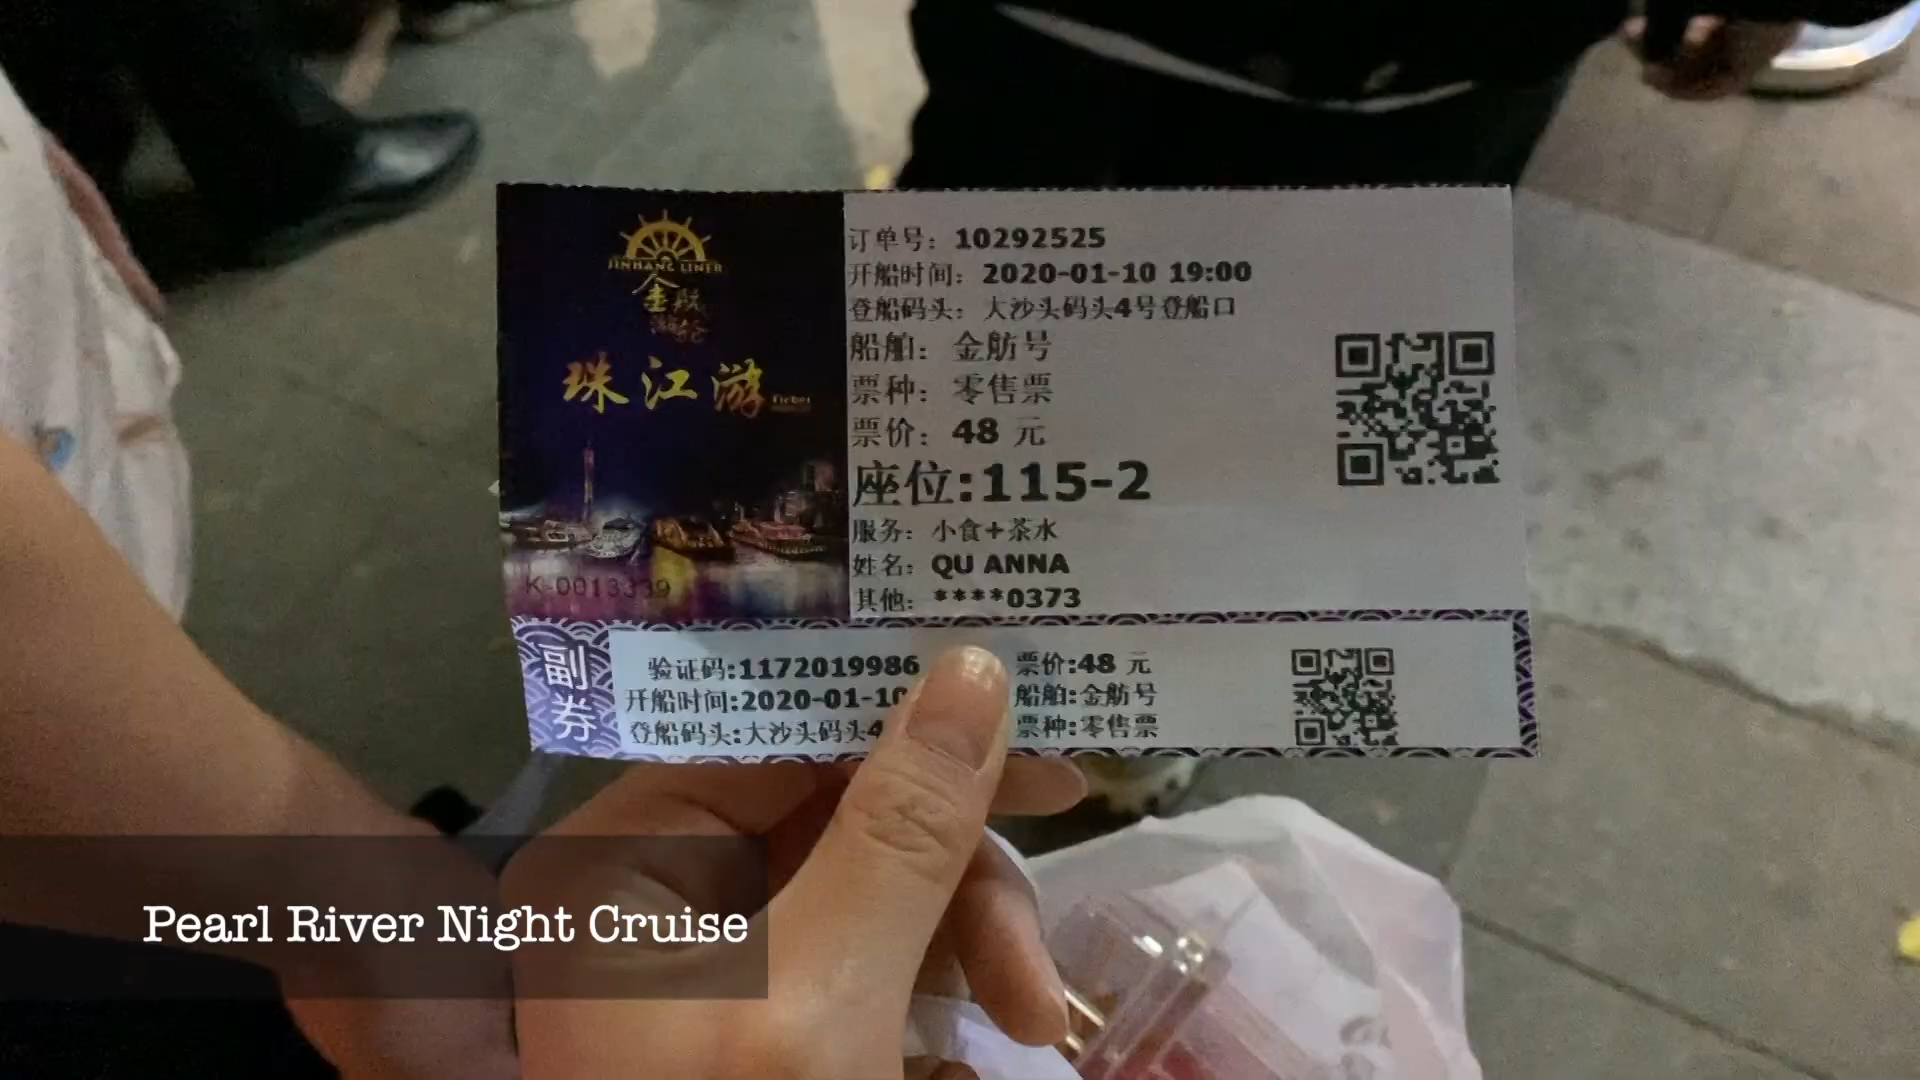 JINHANG LINER
金航
游轮
珠江游
Ticket
K-0013339
订单号：10292525
开船时间：2020-01-10 19:00
登船码头：大沙头码头4号登船口
船舶：金舫号
票种：零售票
票价：48 元
座位:115-2
服务：小食+茶水
姓名：QU ANNA
其他：****0373
副券
验证码:1172019986
开船时间:2020-01-10
登船码头:大沙头码头4
票价:48 元
船舶:金舫号
票种:零售票
Pearl River Night Cruise